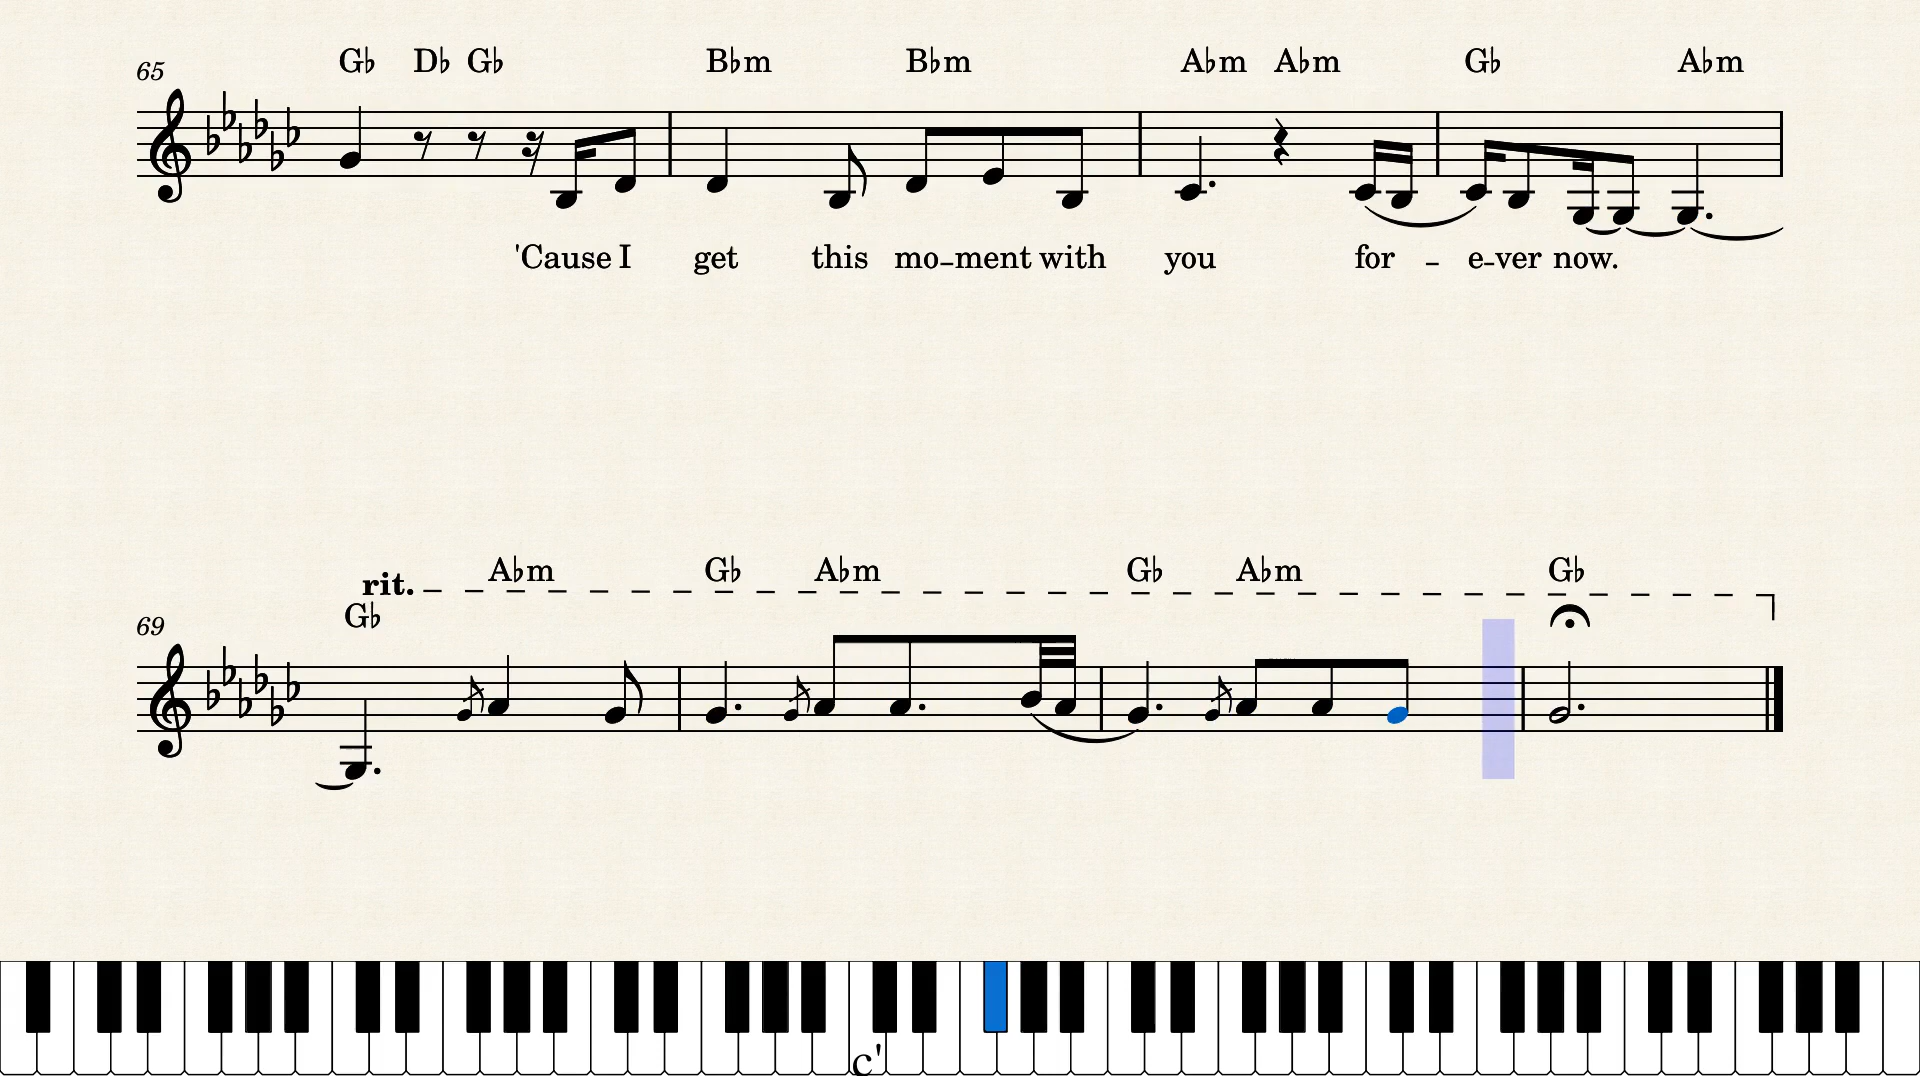 G♭ D♭ G♭ B♭m B♭m A♭m A♭m G♭ A♭m
65
'Cause I get this mo-ment with you for - e-ver now.
rit. A♭m G♭ A♭m G♭ A♭m G♭
G♭
69
c'